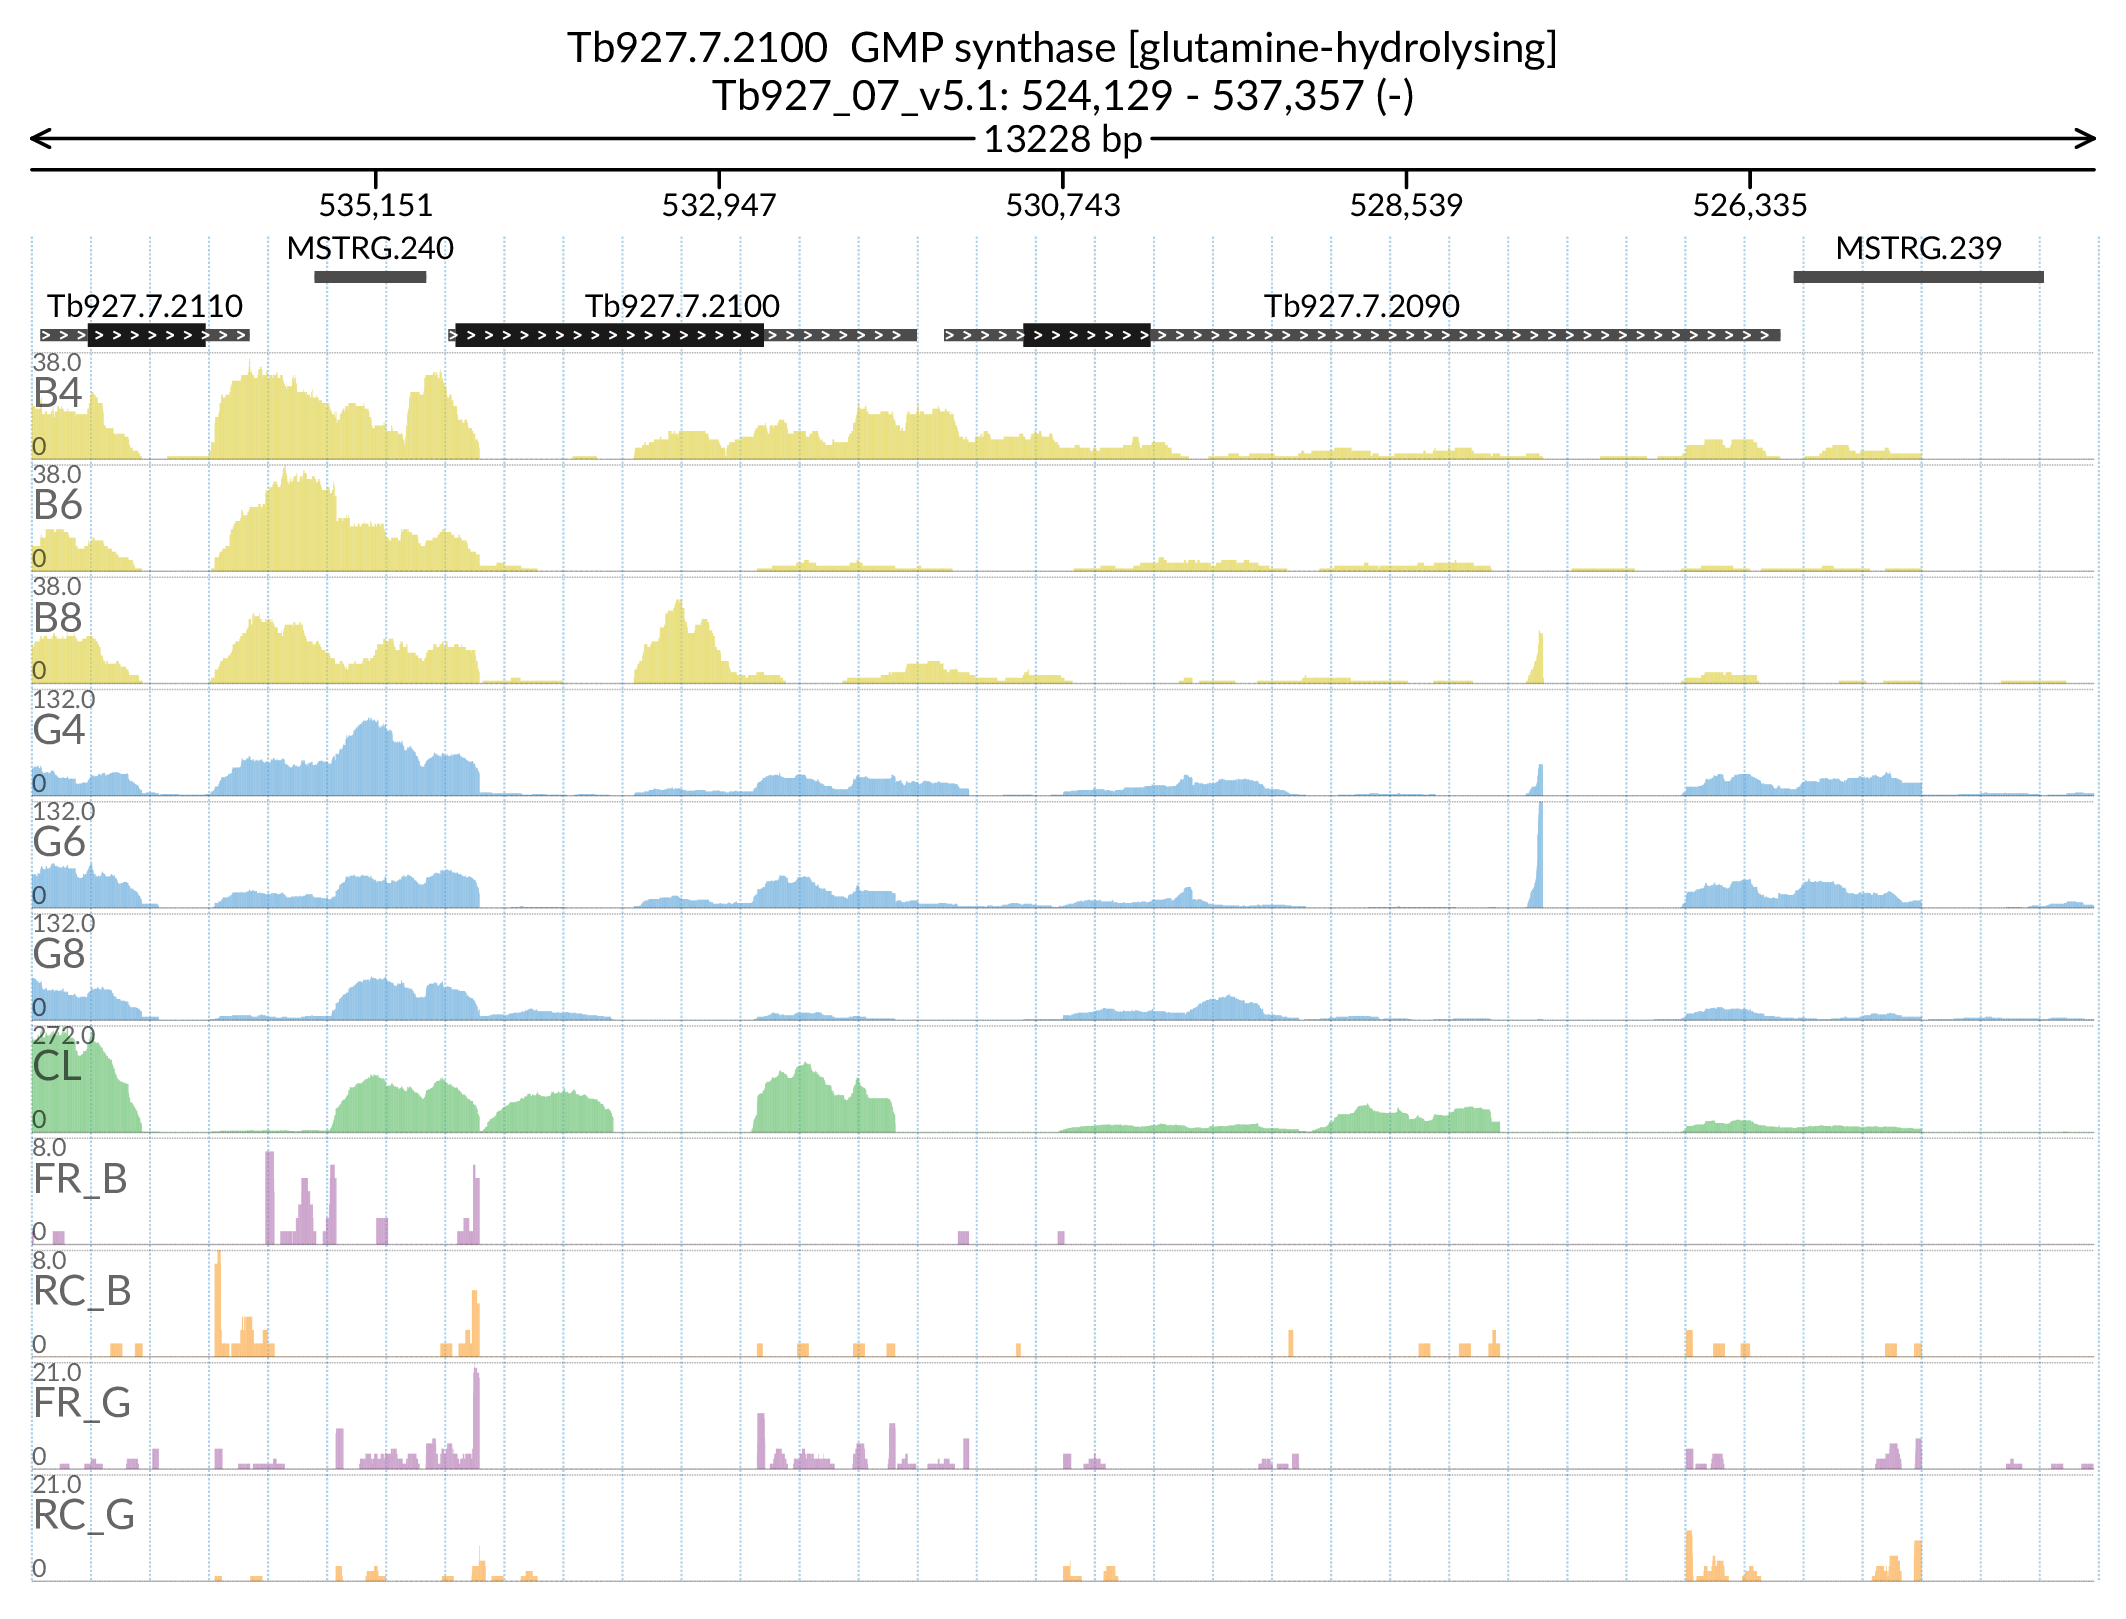 Tb927.7.2100 GMP synthase [glutamine-hydrolysing]
Tb927_07_v5.1: 524,129 - 537,357 (-)
13228 bp
535,151 532,947 530,743 528,539 526,335
MSTRG.240 MSTRG.239
Tb927.7.2110 Tb927.7.2100 Tb927.7.2090
38.0
B4
0
38.0
B6
0
38.0
B8
0
132.0
G4
0
132.0
G6
0
132.0
G8
0
272.0
CL
0
8.0
FR_B
0
8.0
RC_B
0
21.0
FR_G
0
21.0
RC_G
0